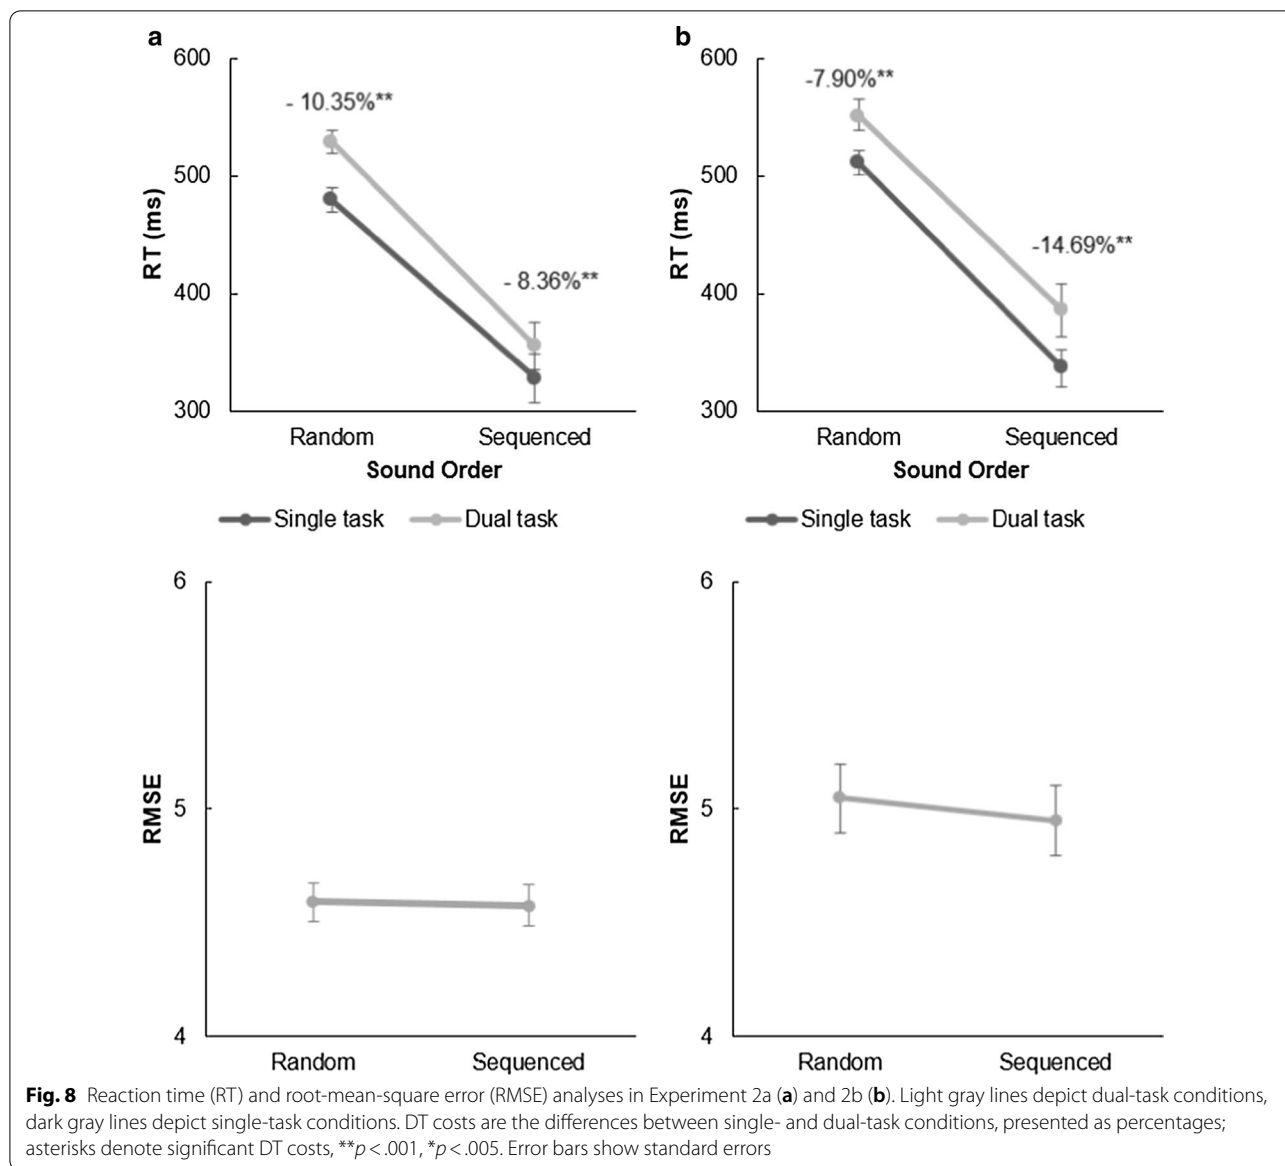 a
600
500
400
300
RT (ms)
- 10.35%**
- 8.36%**
Random Sequenced
Sound Order
Single task Dual task
b
600
500
400
300
RT (ms)
-7.90%**
-14.69%**
Random Sequenced
Sound Order
Single task Dual task
6
5
4
RMSE
Random Sequenced
6
5
4
RMSE
Random Sequenced
Fig. 8 Reaction time (RT) and root-mean-square error (RMSE) analyses in Experiment 2a (a) and 2b (b). Light gray lines depict dual-task conditions,
dark gray lines depict single-task conditions. DT costs are the differences between single- and dual-task conditions, presented as percentages;
asterisks denote significant DT costs, **p < .001, *p < .005. Error bars show standard errors